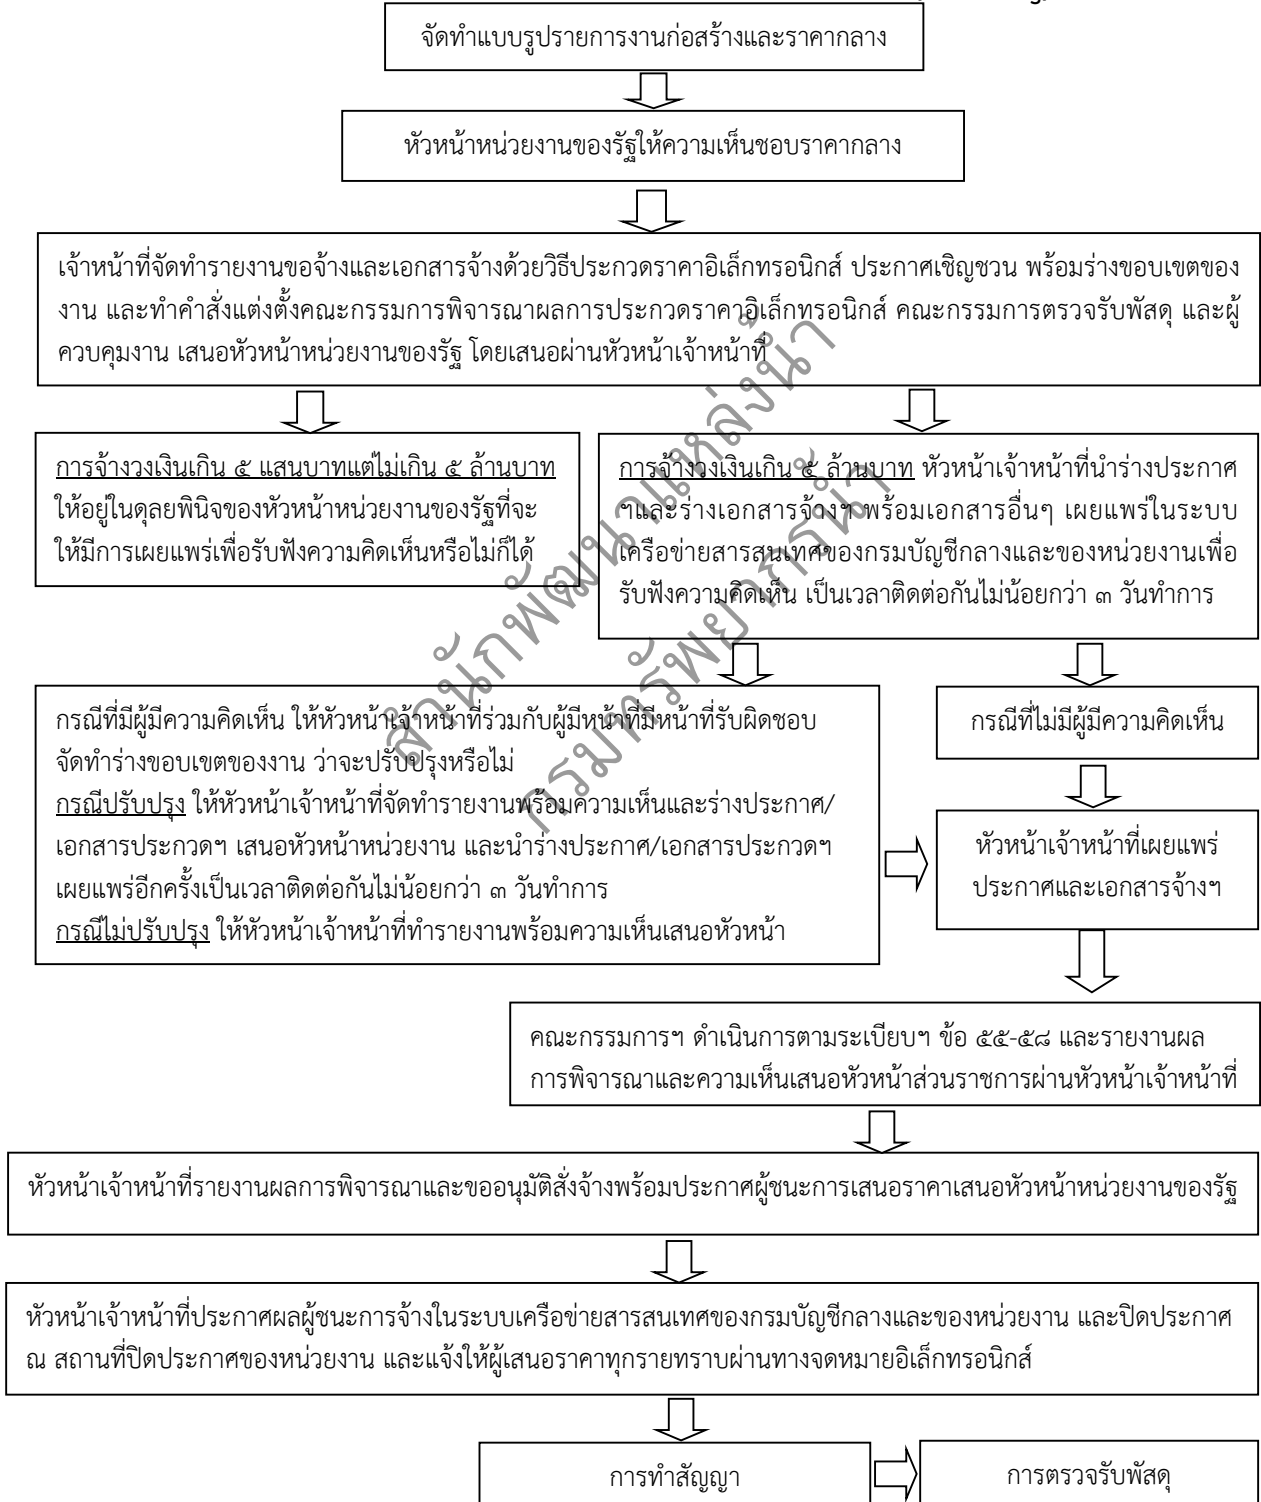 จัดทำแบบรูปรายการงานก่อสร้างและราคากลาง
หัวหน้าหน่วยงานของรัฐให้ความเห็นชอบราคากลาง
เจ้าหน้าที่จัดทำรายงานขอจ้างและเอกสารจ้างด้วยวิธีประกวดราคาอิเล็กทรอนิกส์ ประกาศเชิญชวน พร้อมร่างขอบเขตของ
งาน และทำคำสั่งแต่งตั้งคณะกรรมการพิจารณาผลการประกวดราคาอิเล็กทรอนิกส์ คณะกรรมการตรวจรับพัสดุ และผู้
ควบคุมงาน เสนอหัวหน้าหน่วยงานของรัฐ โดยเสนอผ่านหัวหน้าเจ้าหน้าที่
การจ้างวงเงินเกิน ๕ แสนบาทแต่ไม่เกิน ๕ ล้านบาท
ให้อยู่ในดุลยพินิจของหัวหน้าหน่วยงานของรัฐที่จะ
ให้มีการเผยแพร่เพื่อรับฟังความคิดเห็นหรือไม่ก็ได้
การจ้างวงเงินเกิน ๕ ล้านบาท หัวหน้าเจ้าหน้าที่นำร่างประกาศ
ฯและร่างเอกสารจ้างฯ พร้อมเอกสารอื่นๆ เผยแพร่ในระบบ
เครือข่ายสารสนเทศของกรมบัญชีกลางและของหน่วยงานเพื่อ
รับฟังความคิดเห็น เป็นเวลาติดต่อกันไม่น้อยกว่า ๓ วันทำการ
กรณีที่มีผู้มีความคิดเห็น ให้หัวหน้าเจ้าหน้าที่ร่วมกับผู้มีหน้าที่มีหน้าที่รับผิดชอบ
จัดทำร่างขอบเขตของงาน ว่าจะปรับปรุงหรือไม่
กรณีปรับปรุง ให้หัวหน้าเจ้าหน้าที่จัดทำรายงานพร้อมความเห็นและร่างประกาศ/
เอกสารประกวดฯ เสนอหัวหน้าหน่วยงาน และนำร่างประกาศ/เอกสารประกวดฯ
เผยแพร่อีกครั้งเป็นเวลาติดต่อกันไม่น้อยกว่า ๓ วันทำการ
กรณีไม่ปรับปรุง ให้หัวหน้าเจ้าหน้าที่ทำรายงานพร้อมความเห็นเสนอหัวหน้า
กรณีที่ไม่มีผู้มีความคิดเห็น
หัวหน้าเจ้าหน้าที่เผยแพร่
ประกาศและเอกสารจ้างฯ
คณะกรรมการฯ ดำเนินการตามระเบียบฯ ข้อ ๕๕-๕๘ และรายงานผล
การพิจารณาและความเห็นเสนอหัวหน้าส่วนราชการผ่านหัวหน้าเจ้าหน้าที่
หัวหน้าเจ้าหน้าที่รายงานผลการพิจารณาและขออนุมัติสั่งจ้างพร้อมประกาศผู้ชนะการเสนอราคาเสนอหัวหน้าหน่วยงานของรัฐ
หัวหน้าเจ้าหน้าที่ประกาศผลผู้ชนะการจ้างในระบบเครือข่ายสารสนเทศของกรมบัญชีกลางและของหน่วยงาน และปิดประกาศ
ณ สถานที่ปิดประกาศของหน่วยงาน และแจ้งให้ผู้เสนอราคาทุกรายทราบผ่านทางจดหมายอิเล็กทรอนิกส์
การทำสัญญา
การตรวจรับพัสดุ
สำนักพัฒนาแหล่งน้ำ
กรมทรัพยากรน้ำ